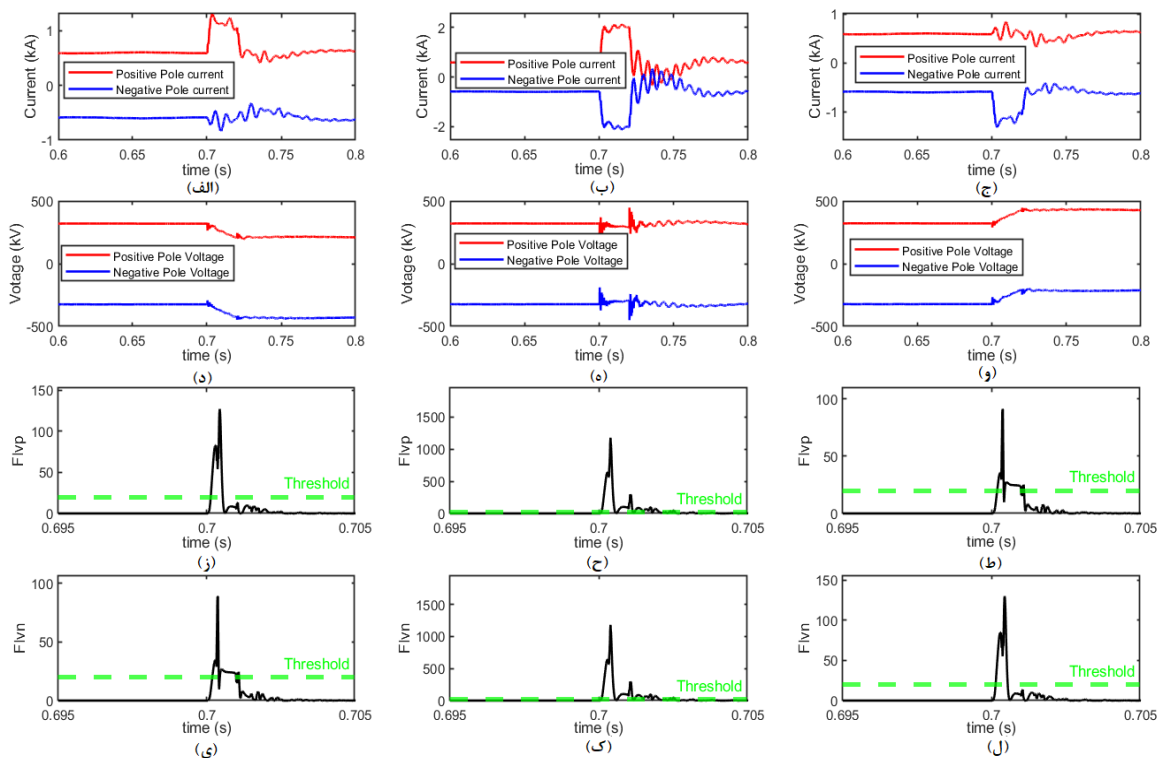 Current (kA)
1
0
-1
Positive Pole current
Negative Pole current
0.6 0.65 0.7 0.75 0.8
time (s)
(الف)
Current (kA)
2
0
-2
Positive Pole current
Negative Pole current
0.6 0.65 0.7 0.75 0.8
time (s)
(ب)
Current (kA)
1
0
-1
Positive Pole current
Negative Pole current
0.6 0.65 0.7 0.75 0.8
time (s)
(ج)
Votage (kV)
500
0
-500
Positive Pole Voltage
Negative Pole Voltage
0.6 0.65 0.7 0.75 0.8
time (s)
(د)
Votage (kV)
500
0
-500
Positive Pole Voltage
Negative Pole Voltage
0.6 0.65 0.7 0.75 0.8
time (s)
(ه)
Votage (kV)
500
0
-500
Positive Pole Voltage
Negative Pole Voltage
0.6 0.65 0.7 0.75 0.8
time (s)
(و)
FIvp
150
100
50
0
Threshold
0.695 0.7 0.705
time (s)
(ز)
FIvp
1500
1000
500
0
Threshold
0.695 0.7 0.705
time (s)
(ح)
FIvp
100
50
0
Threshold
0.695 0.7 0.705
time (s)
(ط)
FIvn
100
50
0
Threshold
0.695 0.7 0.705
time (s)
(ی)
FIvn
1500
1000
500
0
Threshold
0.695 0.7 0.705
time (s)
(ک)
FIvn
150
100
50
0
Threshold
0.695 0.7 0.705
time (s)
(ل)